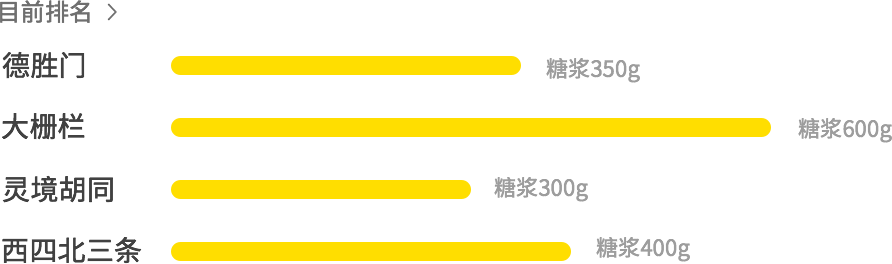 目前排名 >
德胜门 糖浆350g
大栅栏 糖浆600g
灵境胡同 糖浆300g
西四北三条 糖浆400g